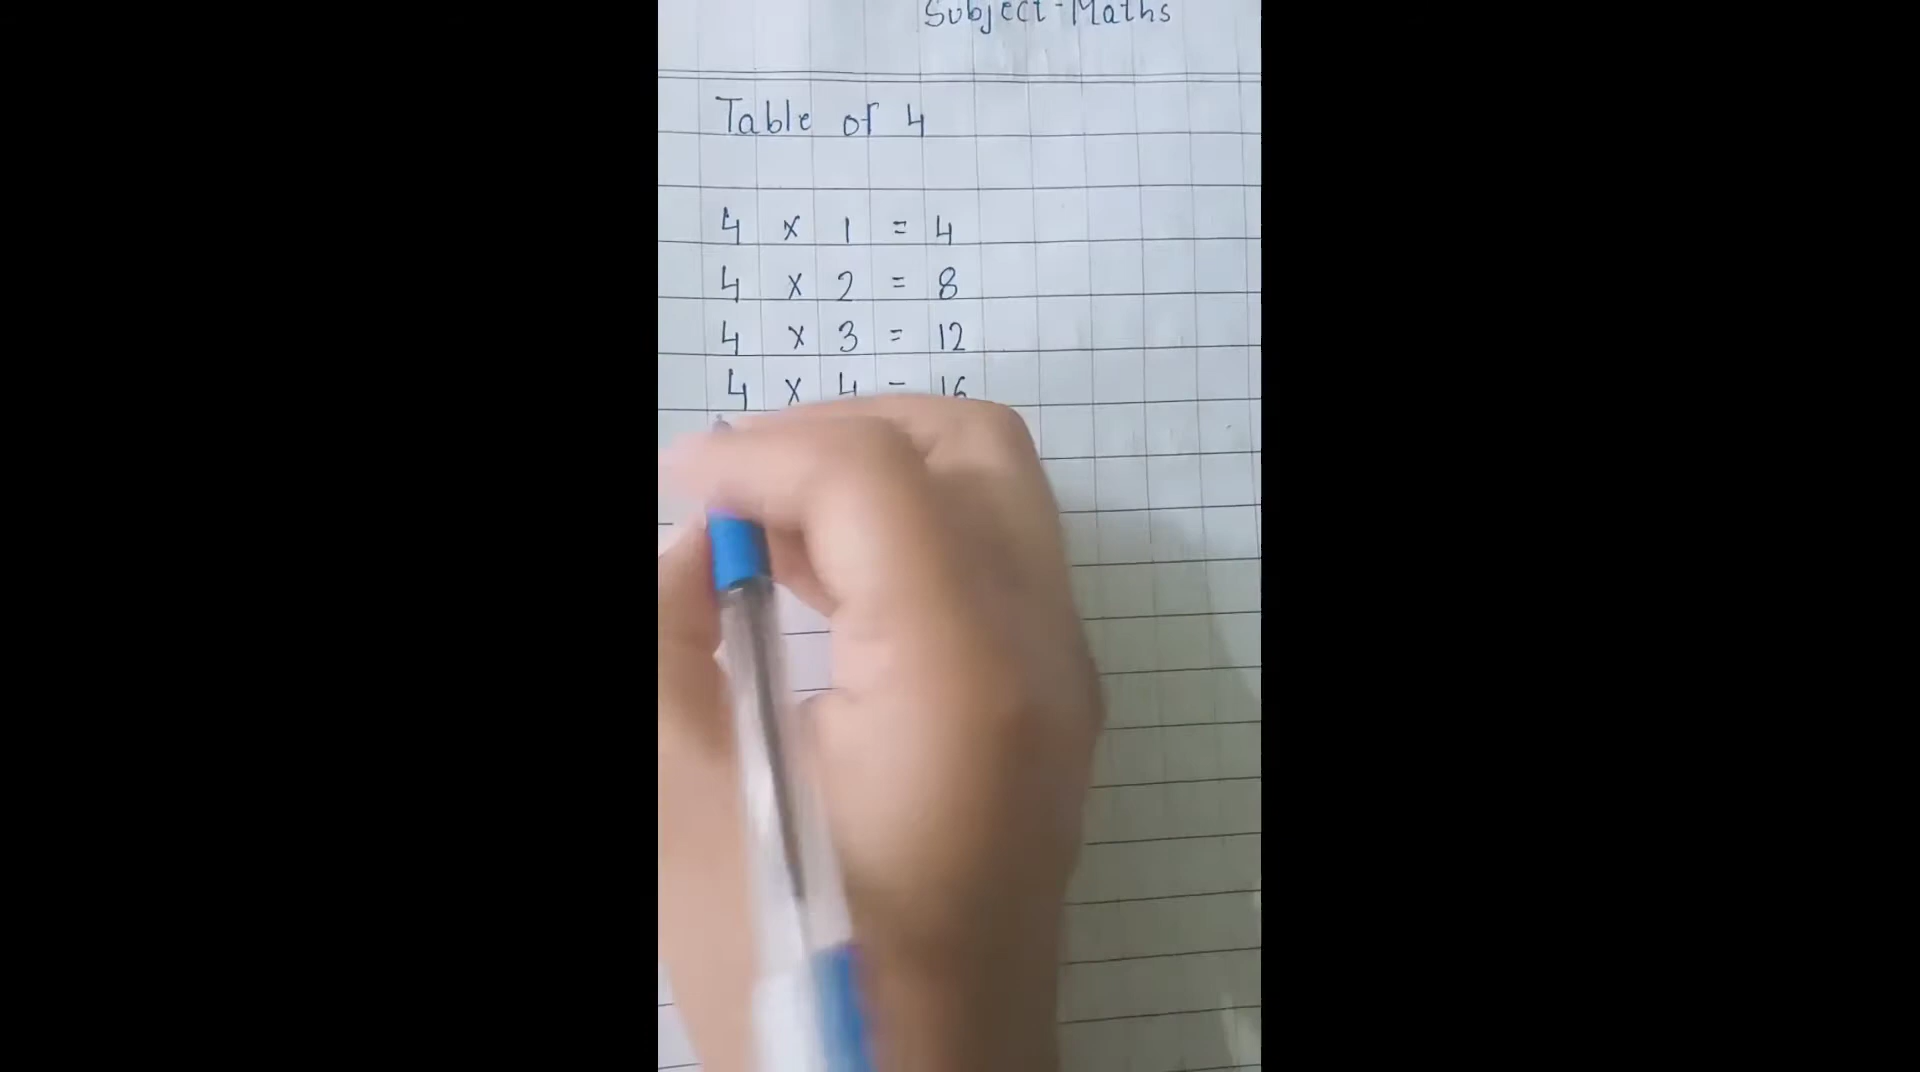 Subject-Maths
Table of 4
4 x 1 = 4
4 x 2 = 8
4 x 3 = 12
4 x 4 = 16